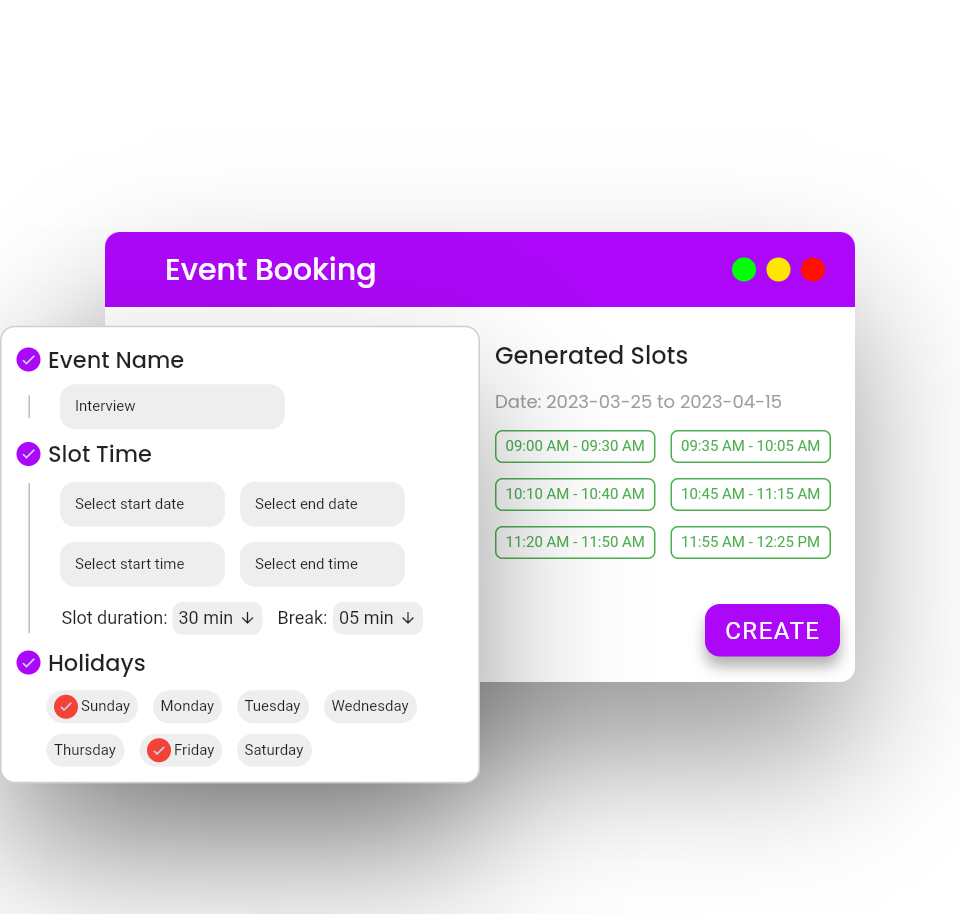 Event Booking
Event Name
Interview
Slot Time
Select start date Select end date
Select start time Select end time
Slot duration: 30 min Break: 05 min
Holidays
Sunday Monday Tuesday Wednesday
Thursday Friday Saturday
Generated Slots
Date: 2023-03-25 to 2023-04-15
09:00 AM - 09:30 AM 09:35 AM - 10:05 AM
10:10 AM - 10:40 AM 10:45 AM - 11:15 AM
11:20 AM - 11:50 AM 11:55 AM - 12:25 PM
CREATE